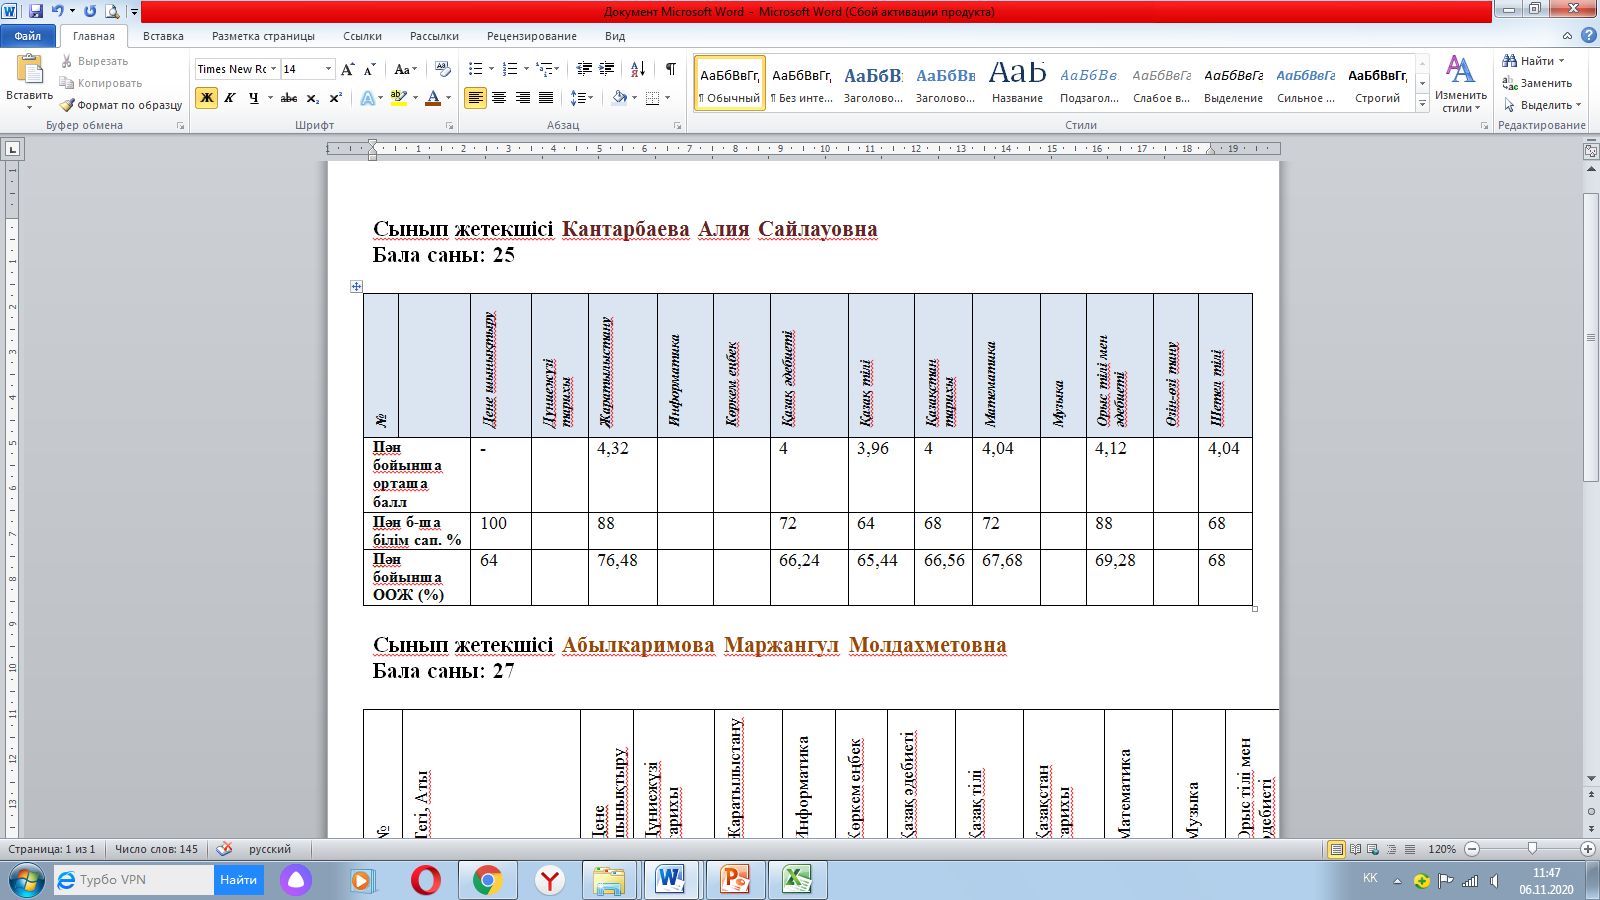 Документ Microsoft Word - Microsoft Word (Сбой активации продукта)
Файл Главная Вставка Разметка страницы Ссылки Рассылки Рецензирование Вид
Вставить
Вырезать
Копировать
Формат по образцу
Буфер обмена
Times New Rc 14
Шрифт
Абзац
АаБбВвГг, АаБбВвГг, АаБбВ АаБбВв АаБ АаБбВв. АаБбВвГг АаБбВвГг АаБбВвГг АаБбВвГг,
¶ Обычный ¶ Без инте... Заголово... Заголово... Название Подзагол... Слабое в... Выделение Сильное ... Строгий
Стили
Изменить стили
Найти
Заменить
Выделить
Редактирование
Сынып жетекшісі Кантарбаева Алия Сайлауовна
Бала саны: 25
№ Дене шынықтыру Дүниежүзі тарихы Жаратылыстану Информатика Көркем еңбек Қазақ әдебиеті Қазақ тілі Қазақстан тарихы Математика Музыка Орыс тілі мен әдебиеті Өзін-өзі тану Шетел тілі
Пән бойынша орташа балл - 4,32 4 3,96 4 4,04 4,12 4,04
Пән б-ша білім сап. % 100 88 72 64 68 72 88 68
Пән бойынша ООЖ (%) 64 76,48 66,24 65,44 66,56 67,68 69,28 68
Сынып жетекшісі Абылкаримова Маржангул Молдахметовна
Бала саны: 27
№ Тегі, Аты Дене шынықтыру Дүниежүзі тарихы Жаратылыстану Информатика Көркем еңбек Қазақ әдебиеті Қазақ тілі Қазақстан тарихы Математика Музыка Орыс тілі мен әдебиеті
Страница: 1 из 1 Число слов: 145 русский 120%
Турбо VPN Найти
KK
11:47
06.11.2020